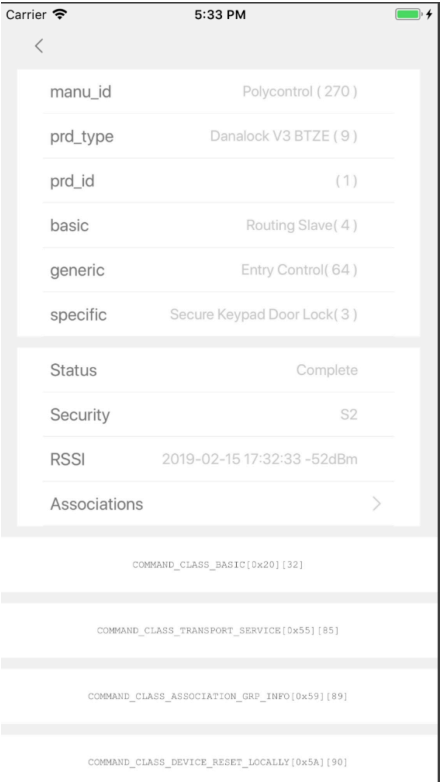 Carrier 5:33 PM
manu_id Polycontrol ( 270 )
prd_type Danalock V3 BTZE ( 9 )
prd_id ( 1 )
basic Routing Slave( 4 )
generic Entry Control( 64 )
specific Secure Keypad Door Lock( 3 )
Status Complete
Security S2
RSSI 2019-02-15 17:32:33 -52dBm
Associations
COMMAND_CLASS_BASIC[0x20][32]
COMMAND_CLASS_TRANSPORT_SERVICE[0x55][85]
COMMAND_CLASS_ASSOCIATION_GRP_INFO[0x59][89]
COMMAND_CLASS_DEVICE_RESET_LOCALLY[0x5A][90]